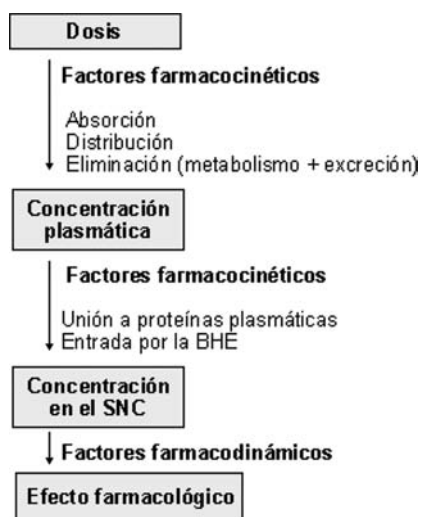 Dosis
Factores farmacocinéticos
Absorción
Distribución
Eliminación (metabolismo + excreción)
Concentración
plasmática
Factores farmacocinéticos
Unión a proteínas plasmáticas
Entrada por la BHE
Concentración
en el SNC
Factores farmacodinámicos
Efecto farmacológico